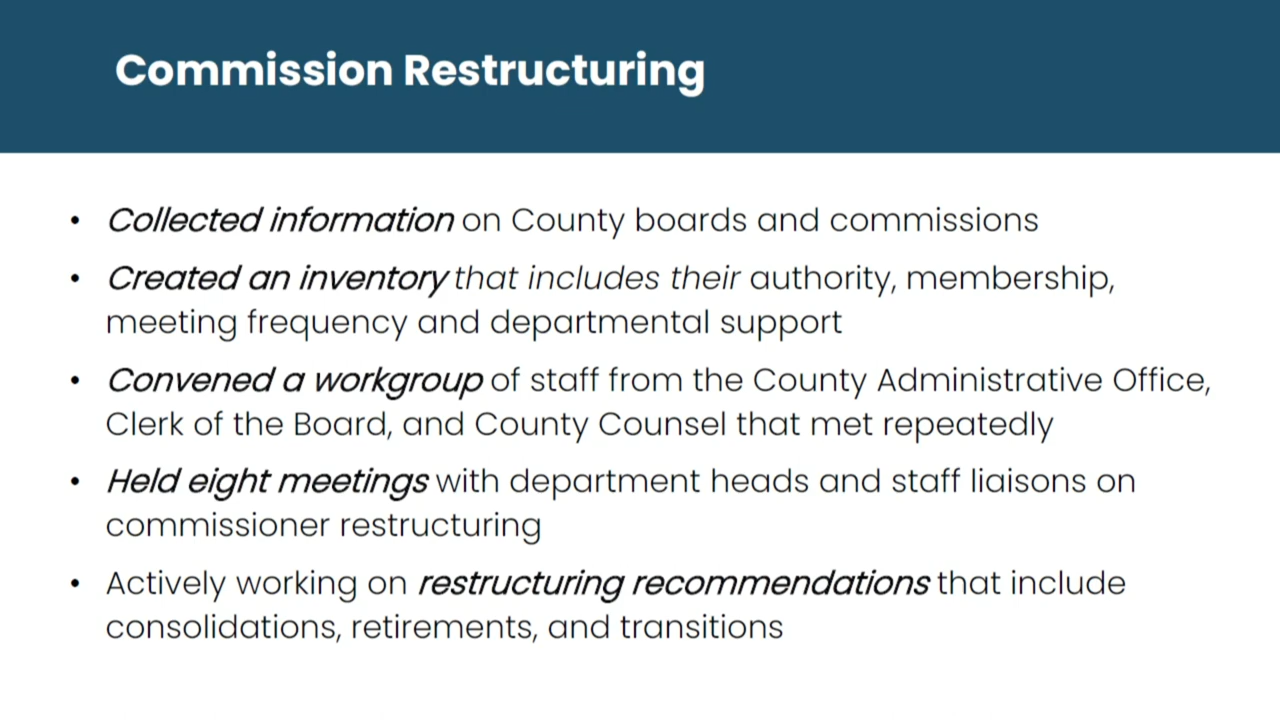 Commission Restructuring
• Collected information on County boards and commissions
• Created an inventory that includes their authority, membership,
meeting frequency and departmental support
• Convened a workgroup of staff from the County Administrative Office,
Clerk of the Board, and County Counsel that met repeatedly
• Held eight meetings with department heads and staff liaisons on
commissioner restructuring
• Actively working on restructuring recommendations that include
consolidations, retirements, and transitions